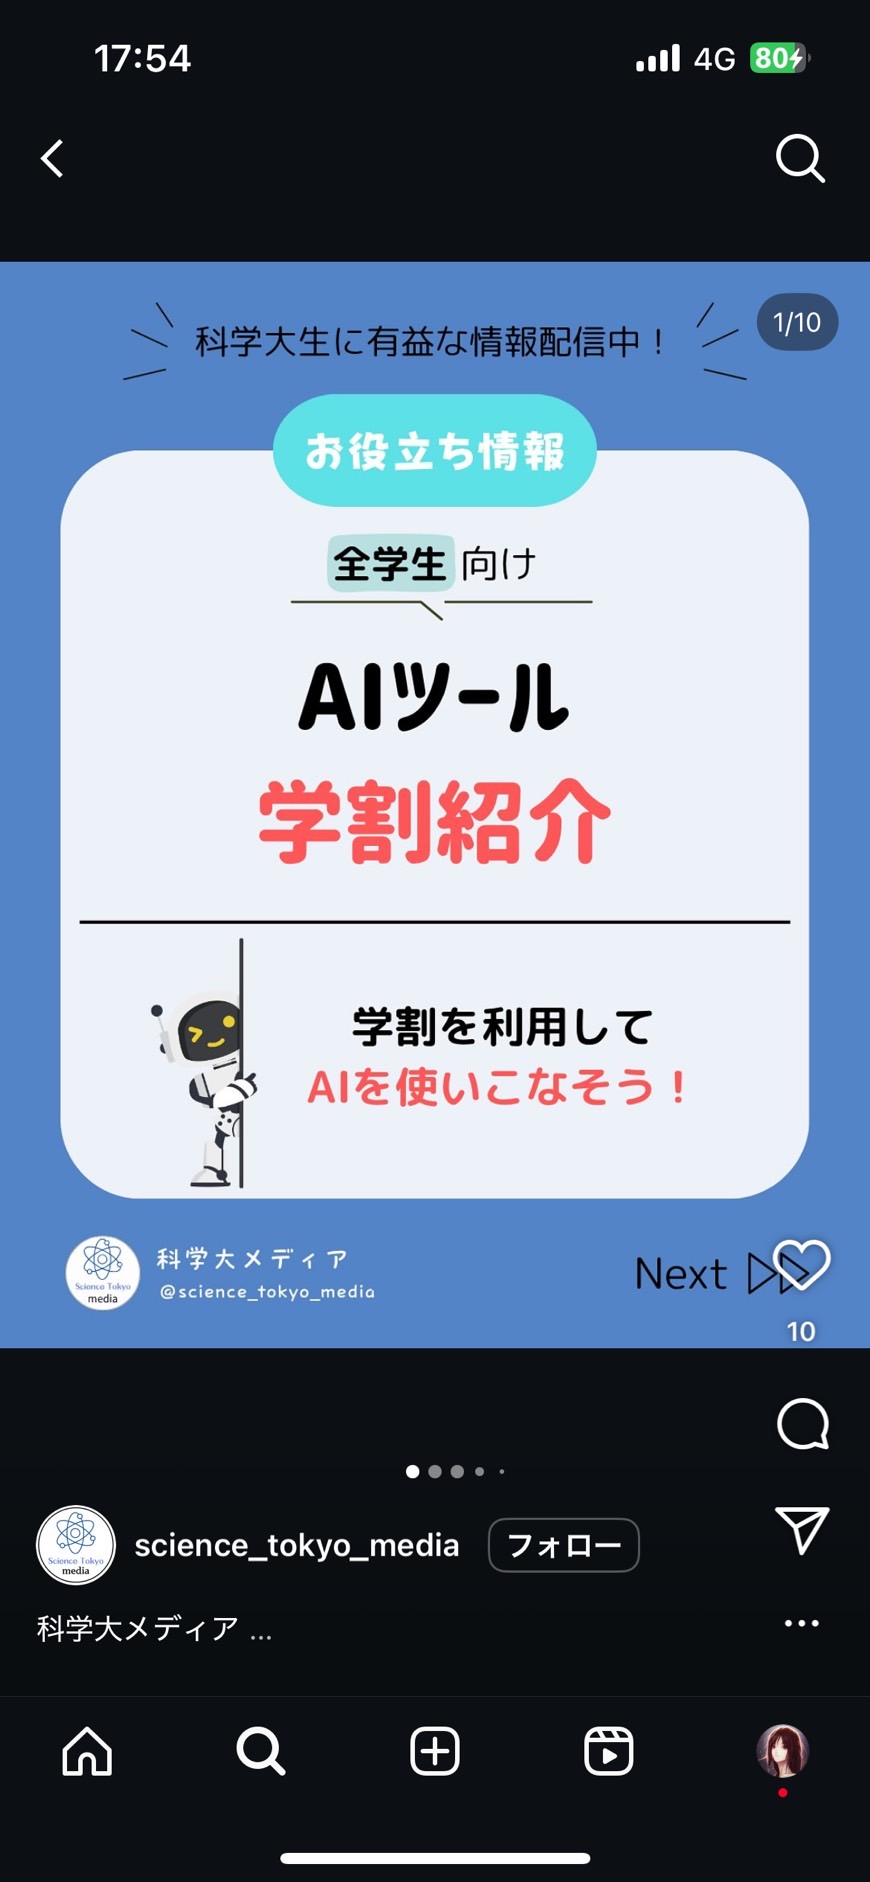 17:54
4G
80
科学大生に有益な情報配信中！
1/10
お役立ち情報
全学生 向け
AIツール
学割紹介
学割を利用して
AIを使いこなそう！
Science Tokyo
media
科学大メディア
@science_tokyo_media
Next
10
Science Tokyo
media
science_tokyo_media
フォロー
科学大メディア ...